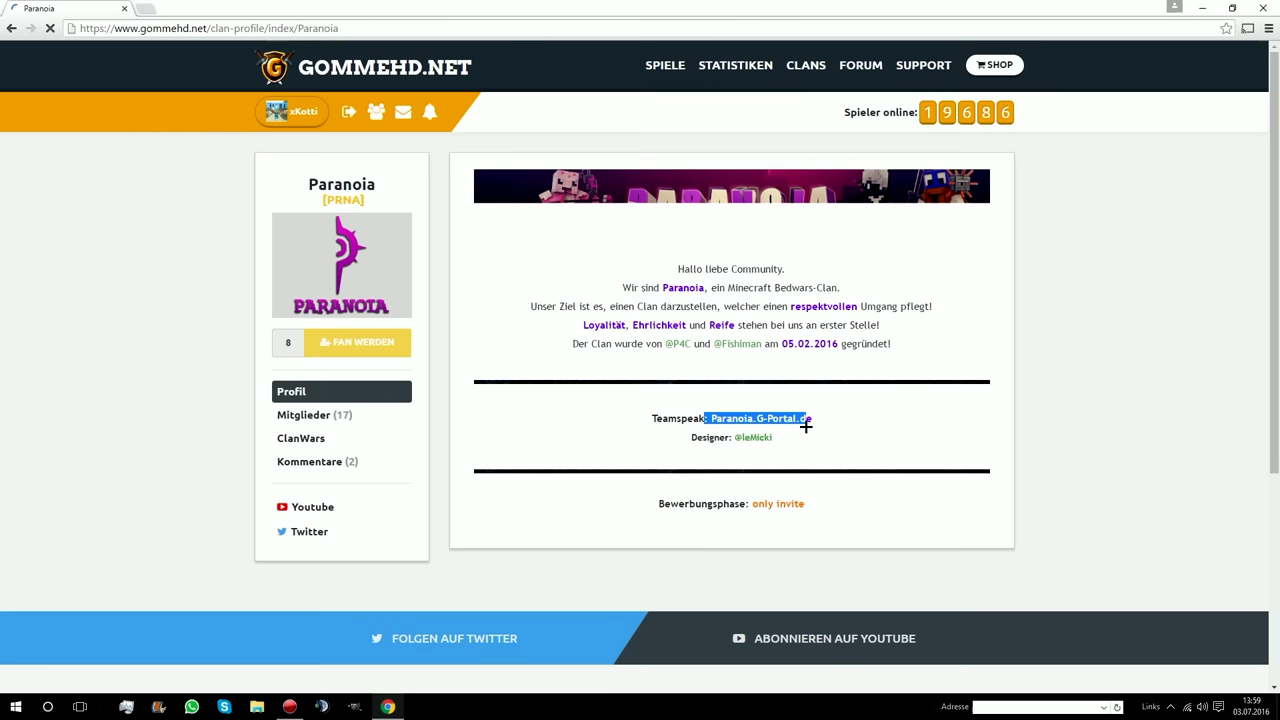 Paranoia
https://www.gommehd.net/clan-profile/index/Paranoia
GOMMEHD.NET
SPIELE STATISTIKEN CLANS FORUM SUPPORT SHOP
xKotti
Spieler online: 19686
Paranoia
[PRNA]
PARANOIA
8 FAN WERDEN
Profil
Mitglieder (17)
ClanWars
Kommentare (2)
Youtube
Twitter
PARANOIA
Hallo liebe Community.
Wir sind Paranoia, ein Minecraft Bedwars-Clan.
Unser Ziel ist es, einen Clan darzustellen, welcher einen respektvollen Umgang pflegt!
Loyalität, Ehrlichkeit und Reife stehen bei uns an erster Stelle!
Der Clan wurde von @P4C und @Fishiman am 05.02.2016 gegründet!
Teamspeak: Paranoia.G-Portal.de
Designer: @leMicki
Bewerbungsphase: only invite
FOLGEN AUF TWITTER
ABONNIEREN AUF YOUTUBE
Adresse
Links
13:59
03.07.2016